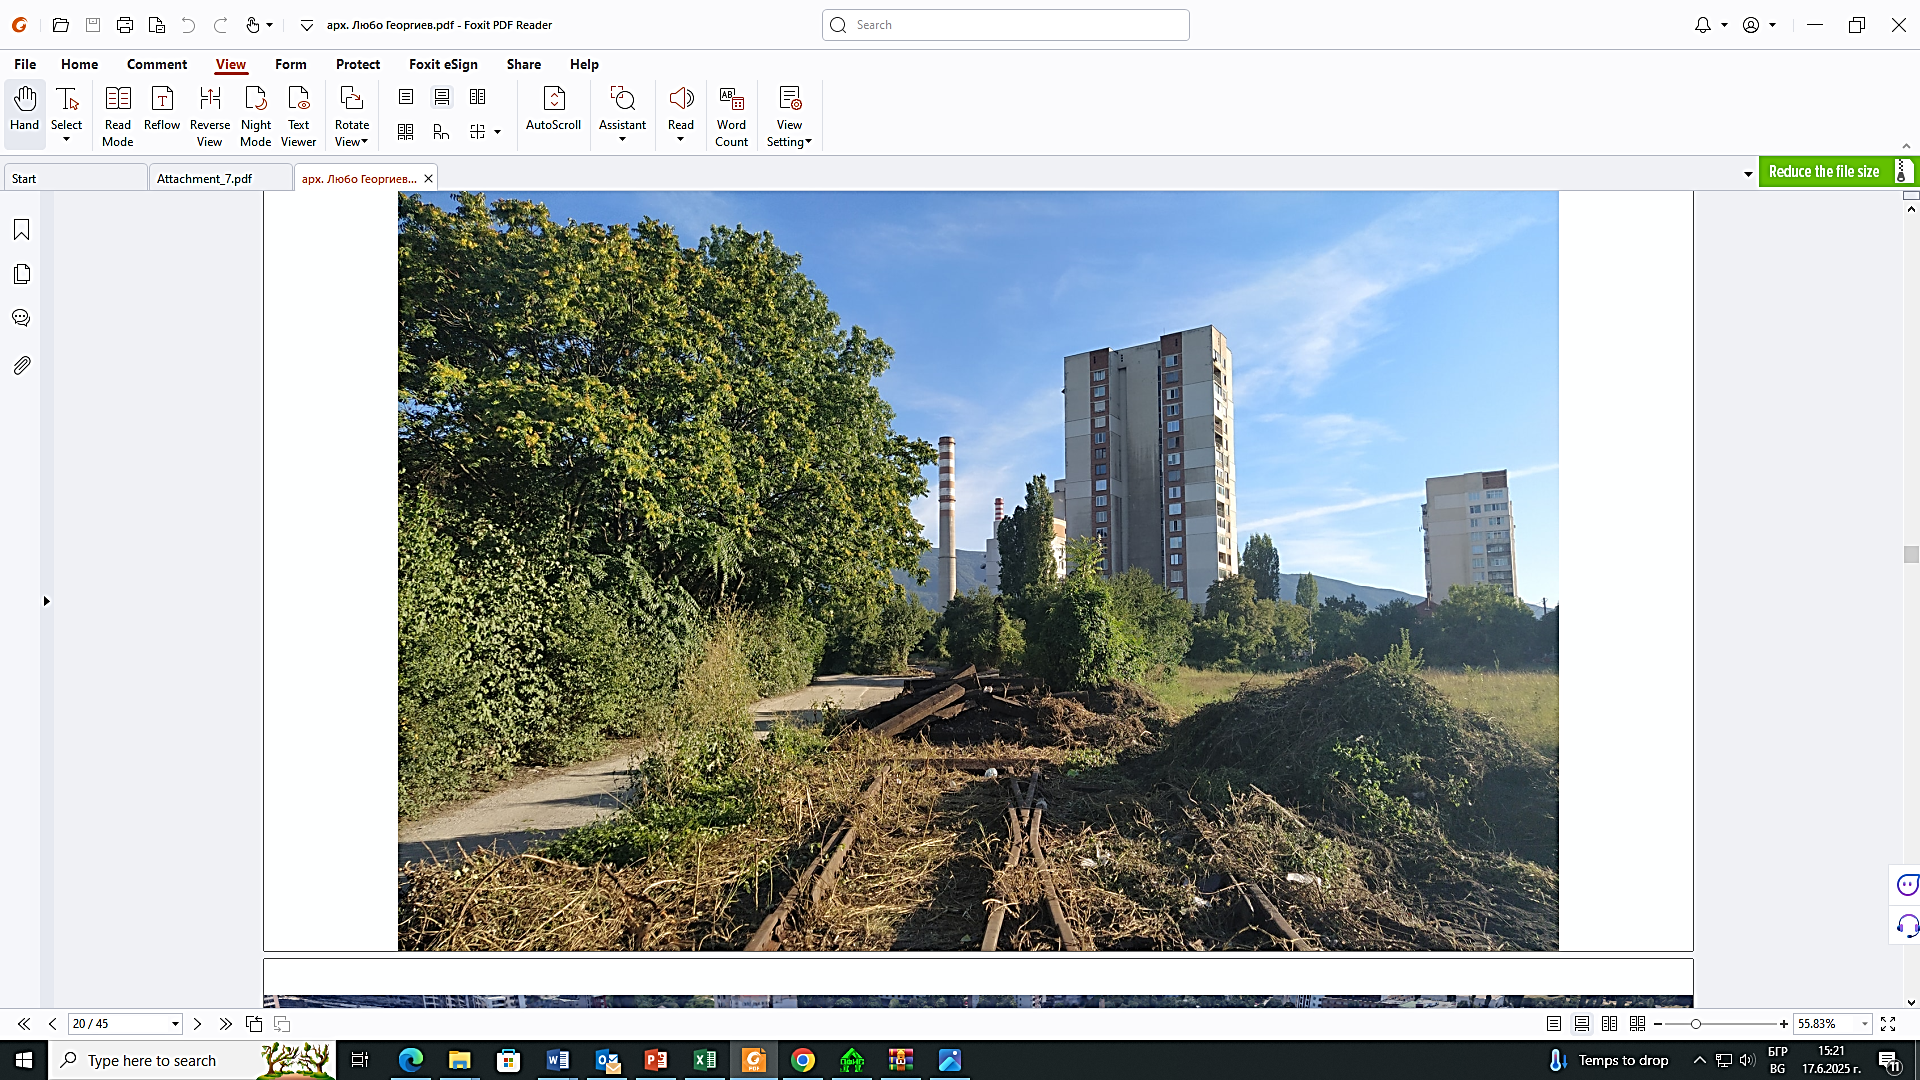 арх. Любо Георгиев.pdf - Foxit PDF Reader
Search
File Home Comment View Form Protect Foxit eSign Share Help
Hand Select Read Mode Reflow Reverse View Night Mode Text Viewer Rotate View AutoScroll Assistant Read Word Count View Setting
Start Attachment_7.pdf арх. Любо Георгиев... Reduce the file size
20 / 45 55.83%
Type here to search Temps to drop БГР BG 15:21 17.6.2025 г. 11